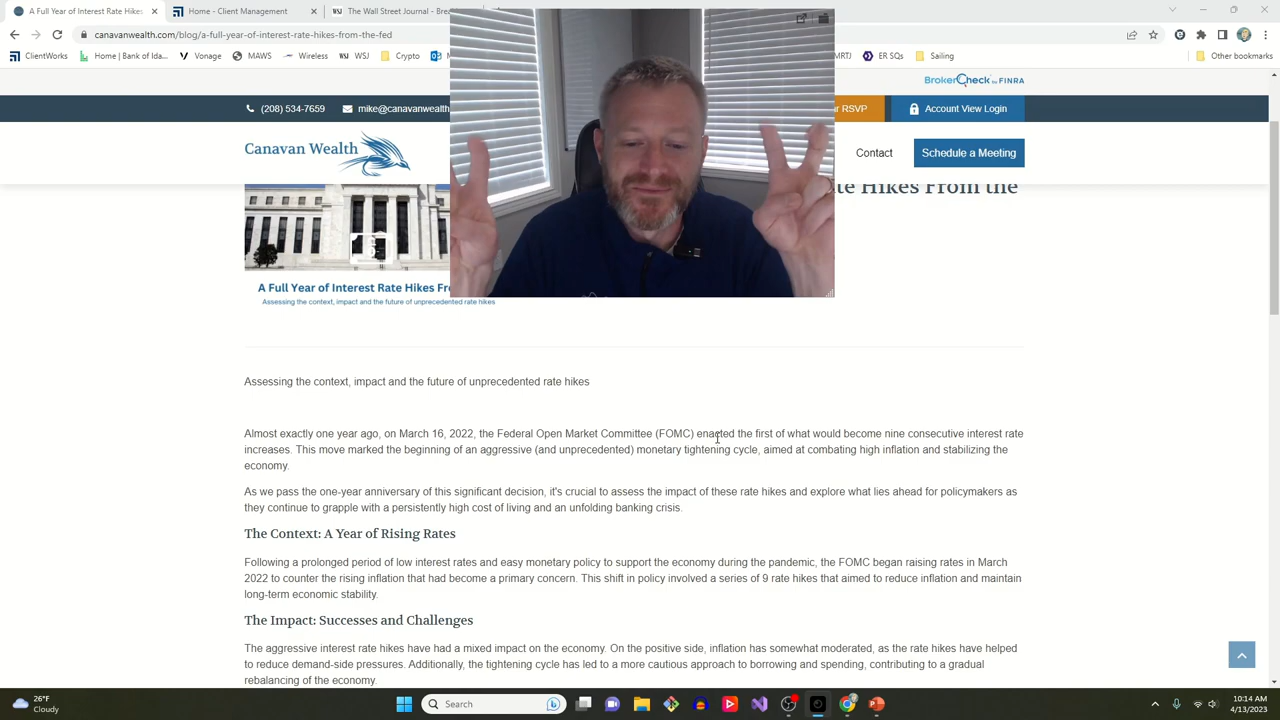 A Full Year of Interest Rate Hikes
Home - Client Management
The Wall Street Journal - Bre
canavanwealth.com/blog/a-full-year-of-interest-rate-hikes-from-the-fed
ClientWorks
Home | Bank of Ida...
Vonage
MAWS
Wireless
WSJ
Crypto
MRTJ
ER SQs
Sailing
Other bookmarks
BrokerCheck by FINRA
(208) 534-7659
mike@canavanwealth
r RSVP
Account View Login
Canavan Wealth
Contact
Schedule a Meeting
te Hikes From the
A Full Year of Interest Rate Hikes Fr
Assessing the context, impact and the future of unprecedented rate hikes
Assessing the context, impact and the future of unprecedented rate hikes
Almost exactly one year ago, on March 16, 2022, the Federal Open Market Committee (FOMC) enacted the first of what would become nine consecutive interest rate
increases. This move marked the beginning of an aggressive (and unprecedented) monetary tightening cycle, aimed at combating high inflation and stabilizing the
economy.
As we pass the one-year anniversary of this significant decision, it's crucial to assess the impact of these rate hikes and explore what lies ahead for policymakers as
they continue to grapple with a persistently high cost of living and an unfolding banking crisis.
The Context: A Year of Rising Rates
Following a prolonged period of low interest rates and easy monetary policy to support the economy during the pandemic, the FOMC began raising rates in March
2022 to counter the rising inflation that had become a primary concern. This shift in policy involved a series of 9 rate hikes that aimed to reduce inflation and maintain
long-term economic stability.
The Impact: Successes and Challenges
The aggressive interest rate hikes have had a mixed impact on the economy. On the positive side, inflation has somewhat moderated, as the rate hikes have helped
to reduce demand-side pressures. Additionally, the tightening cycle has led to a more cautious approach to borrowing and spending, contributing to a gradual
rebalancing of the economy.
26°F
Cloudy
Search
10:14 AM
4/13/2023